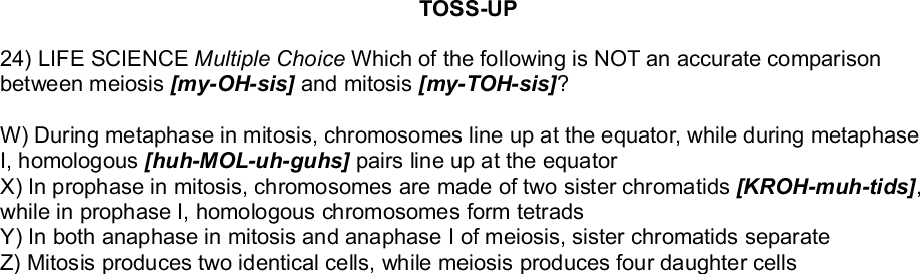 TOSS-UP
24) LIFE SCIENCE Multiple Choice Which of the following is NOT an accurate comparison
between meiosis [my-OH-sis] and mitosis [my-TOH-sis]?
W) During metaphase in mitosis, chromosomes line up at the equator, while during metaphase
I, homologous [huh-MOL-uh-guhs] pairs line up at the equator
X) In prophase in mitosis, chromosomes are made of two sister chromatids [KROH-muh-tids],
while in prophase I, homologous chromosomes form tetrads
Y) In both anaphase in mitosis and anaphase I of meiosis, sister chromatids separate
Z) Mitosis produces two identical cells, while meiosis produces four daughter cells